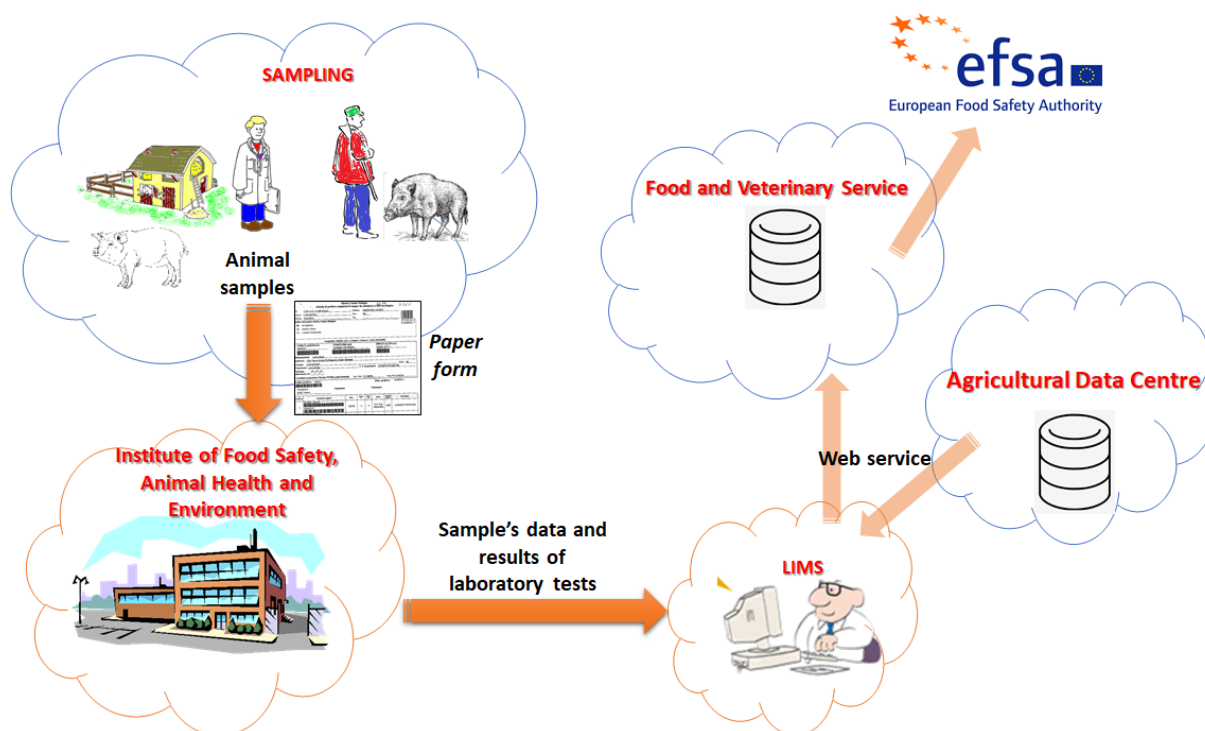 SAMPLING
Animal
samples
Paper
form
Institute of Food Safety,
Animal Health and
Environment
Sample's data and
results of
laboratory tests
LIMS
Web service
Food and Veterinary Service
Agricultural Data Centre
efsa
European Food Safety Authority